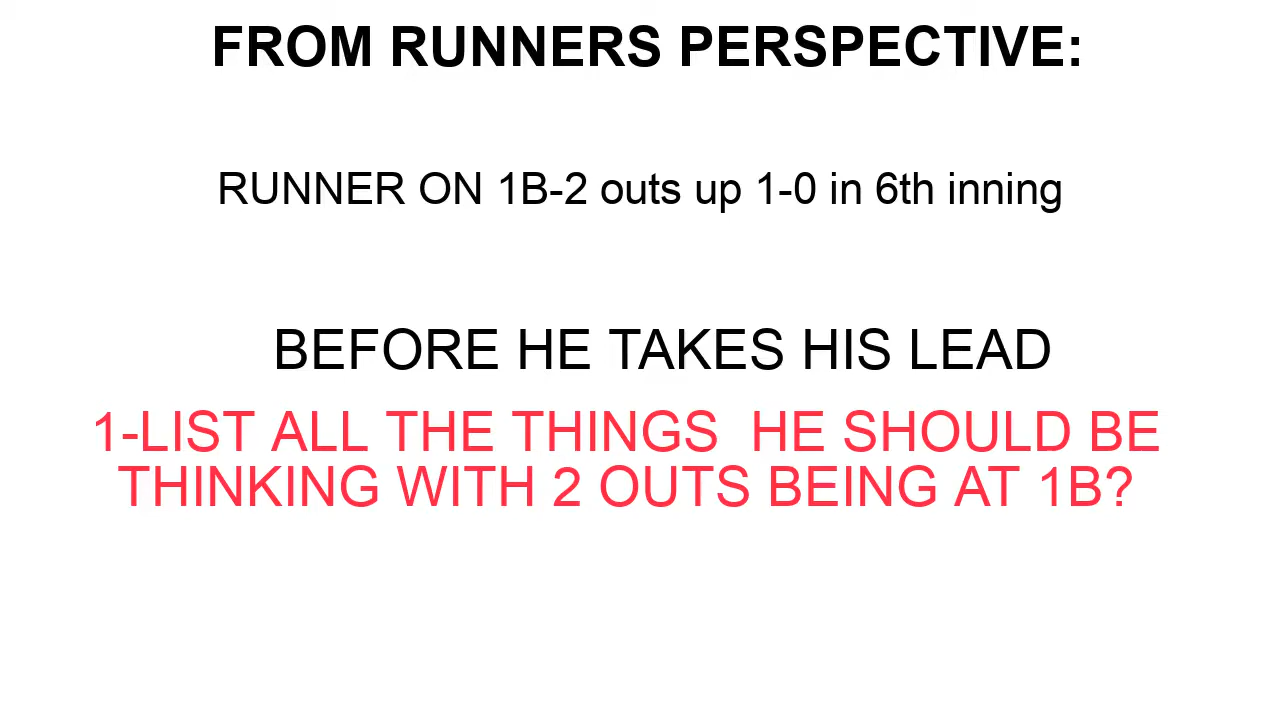 FROM RUNNERS PERSPECTIVE:
RUNNER ON 1B-2 outs up 1-0 in 6th inning
BEFORE HE TAKES HIS LEAD
1-LIST ALL THE THINGS  HE SHOULD BE
THINKING WITH 2 OUTS BEING AT 1B?